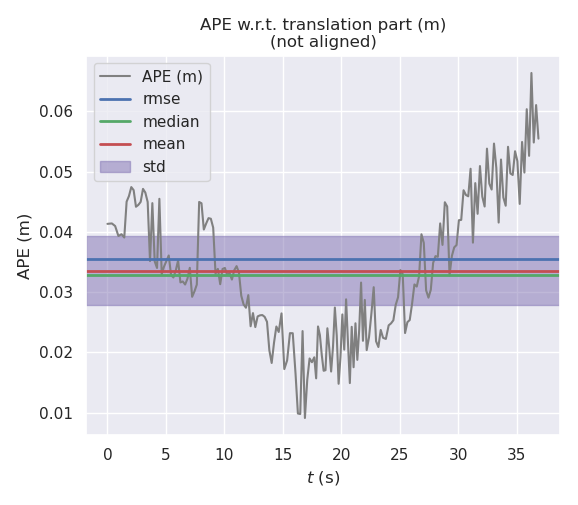 APE w.r.t. translation part (m)
(not aligned)
APE (m)
rmse
median
mean
std
APE (m)
0.06
0.05
0.04
0.03
0.02
0.01
0 5 10 15 20 25 30 35
t (s)